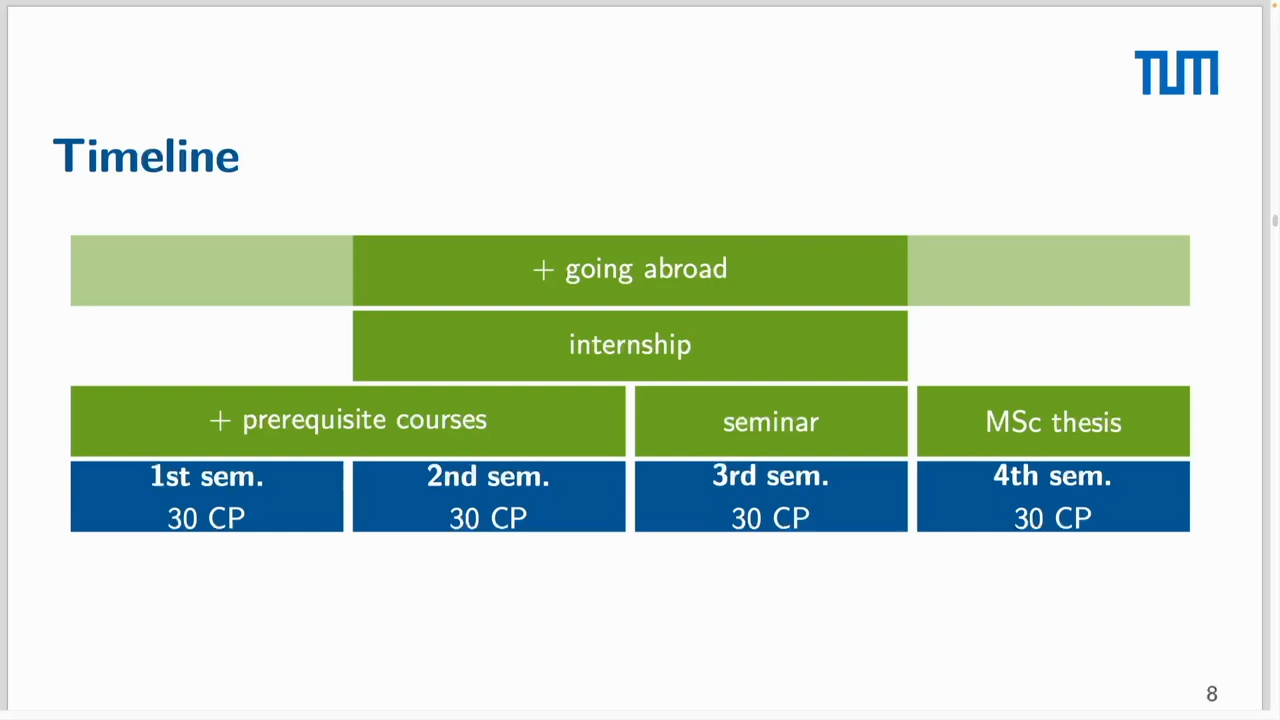 TUM
Timeline
+ going abroad
internship
+ prerequisite courses
seminar
MSc thesis
1st sem.
30 CP
2nd sem.
30 CP
3rd sem.
30 CP
4th sem.
30 CP
8